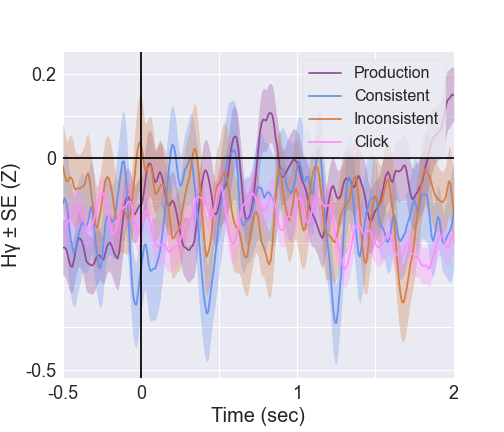 Production
Consistent
Inconsistent
Click
0.2
0
-0.5
Hγ ± SE (Z)
-0.5
0
1
2
Time (sec)